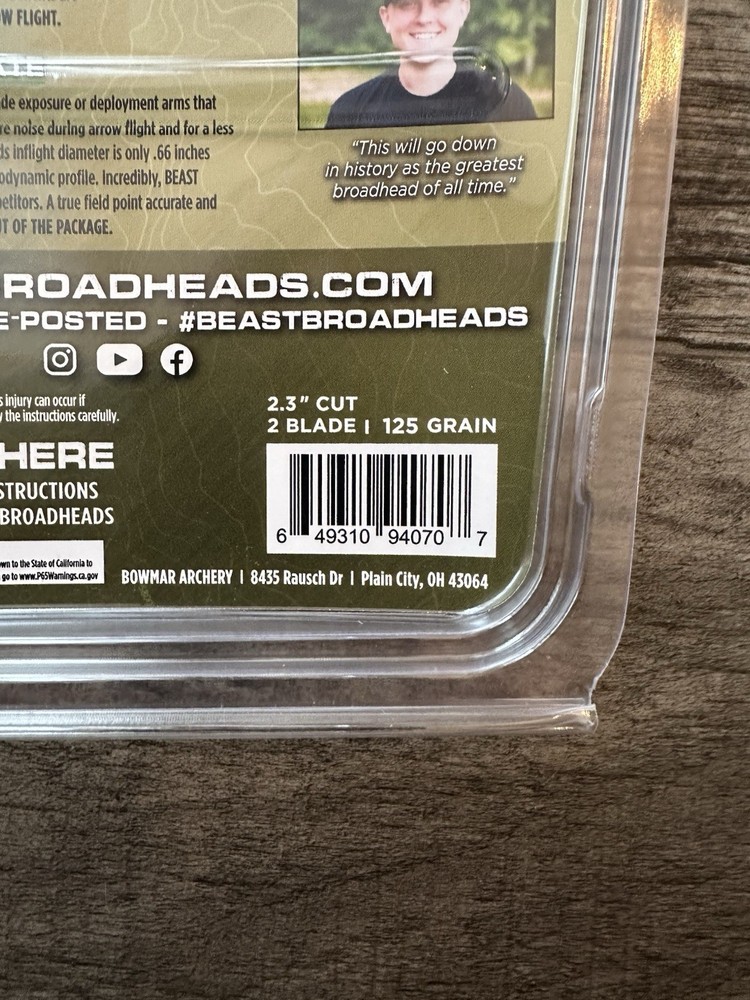 W FLIGHT.
de exposure or deployment arms that
re noise during arrow flight and for a less
ds inflight diameter is only .66 inches
odynamic profile. Incredibly, BEAST
petitors. A true field point accurate and
UT OF THE PACKAGE.
"This will go down
in history as the greatest
broadhead of all time."
ROADHEADS.COM
E-POSTED - #BEASTBROADHEADS
s injury can occur if
y the instructions carefully.
2.3" CUT
2 BLADE | 125 GRAIN
HERE
STRUCTIONS
BROADHEADS
6 49310 94070 7
own to the State of California to
go to www.P65Warnings.ca.gov
BOWMAR ARCHERY | 8435 Rausch Dr | Plain City, OH 43064